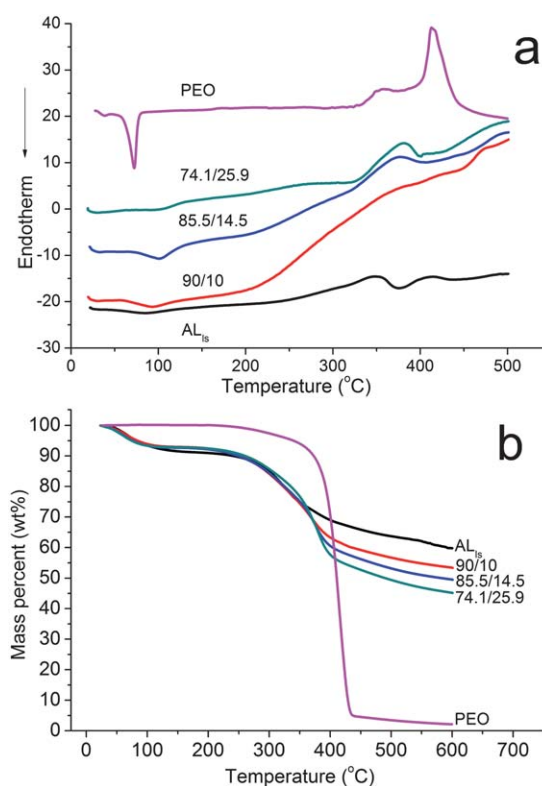 a
40
30
20
10
0
-10
-20
-30
Endotherm
PEO
74.1/25.9
85.5/14.5
90/10
ALls
0 100 200 300 400 500
Temperature (°C)
b
100
90
80
70
60
50
40
30
20
10
0
Mass percent (wt%)
ALls
90/10
85.5/14.5
74.1/25.9
PEO
0 100 200 300 400 500 600 700
Temperature (°C)